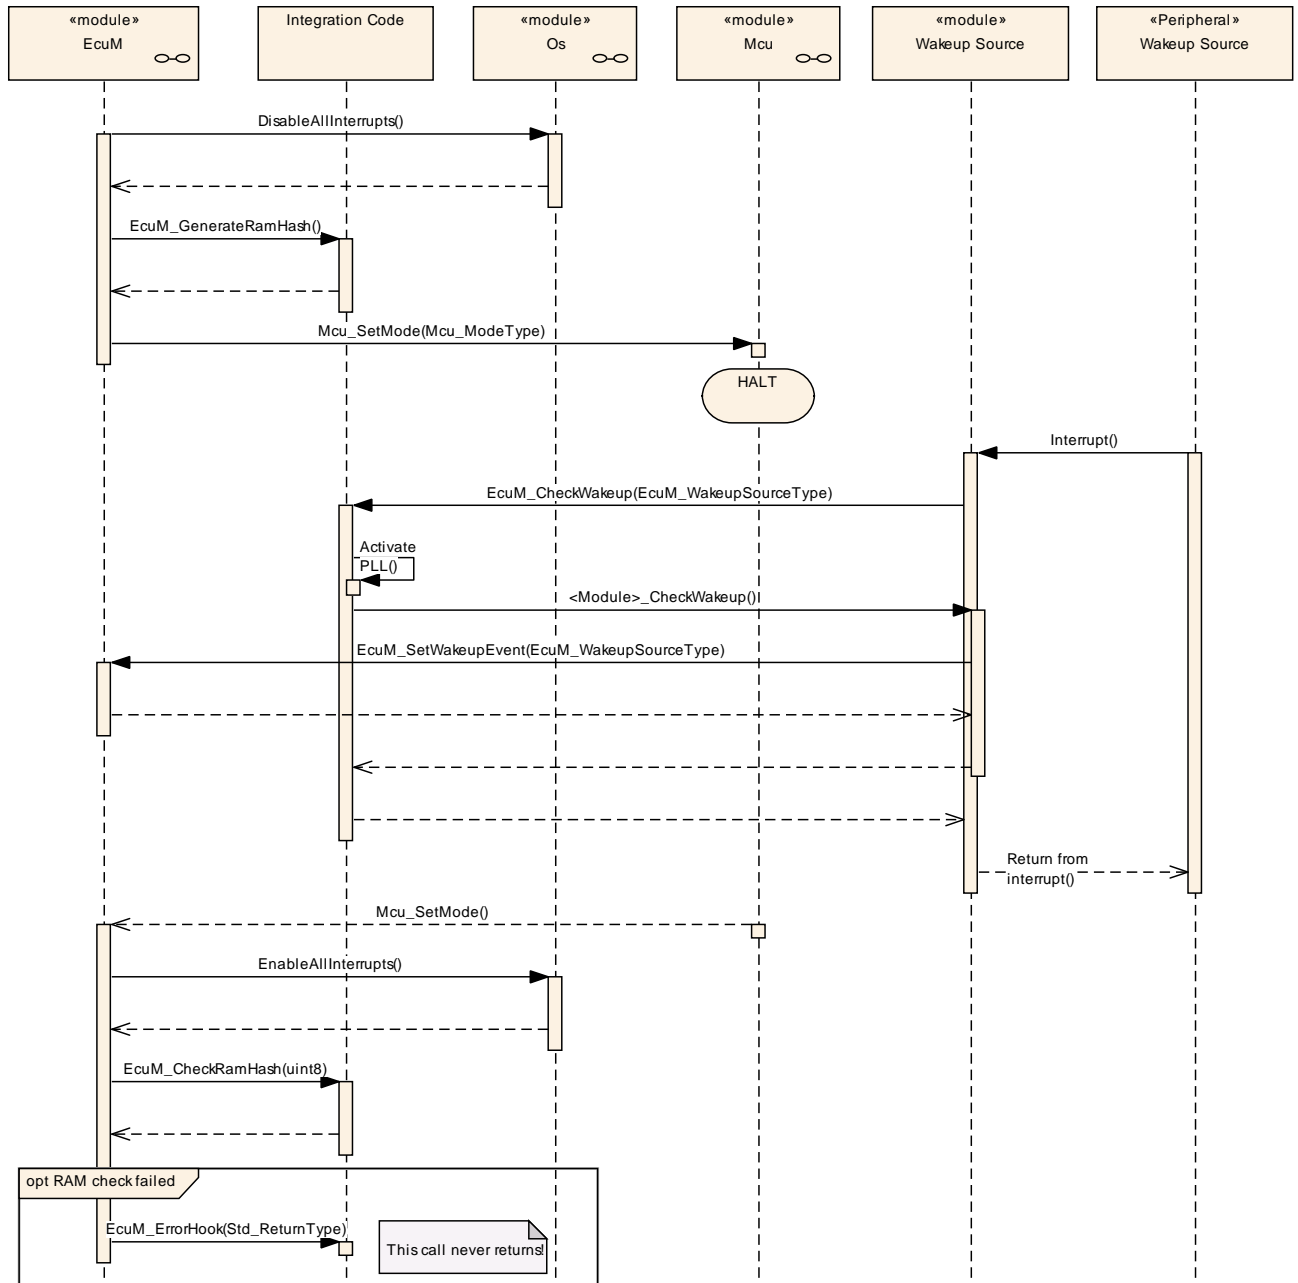 «module»
EcuM
Integration Code
«module»
Os
«module»
Mcu
«module»
Wakeup Source
«Peripheral»
Wakeup Source
DisableAllInterrupts()
EcuM_GenerateRamHash()
Mcu_SetMode(Mcu_ModeType)
HALT
Interrupt()
EcuM_CheckWakeup(EcuM_WakeupSourceType)
Activate
PLL()
<Module>_CheckWakeup()
EcuM_SetWakeupEvent(EcuM_WakeupSourceType)
Return from
interrupt()
Mcu_SetMode()
EnableAllInterrupts()
EcuM_CheckRamHash(uint8)
opt RAM check failed
EcuM_ErrorHook(Std_ReturnType)
This call never returns!